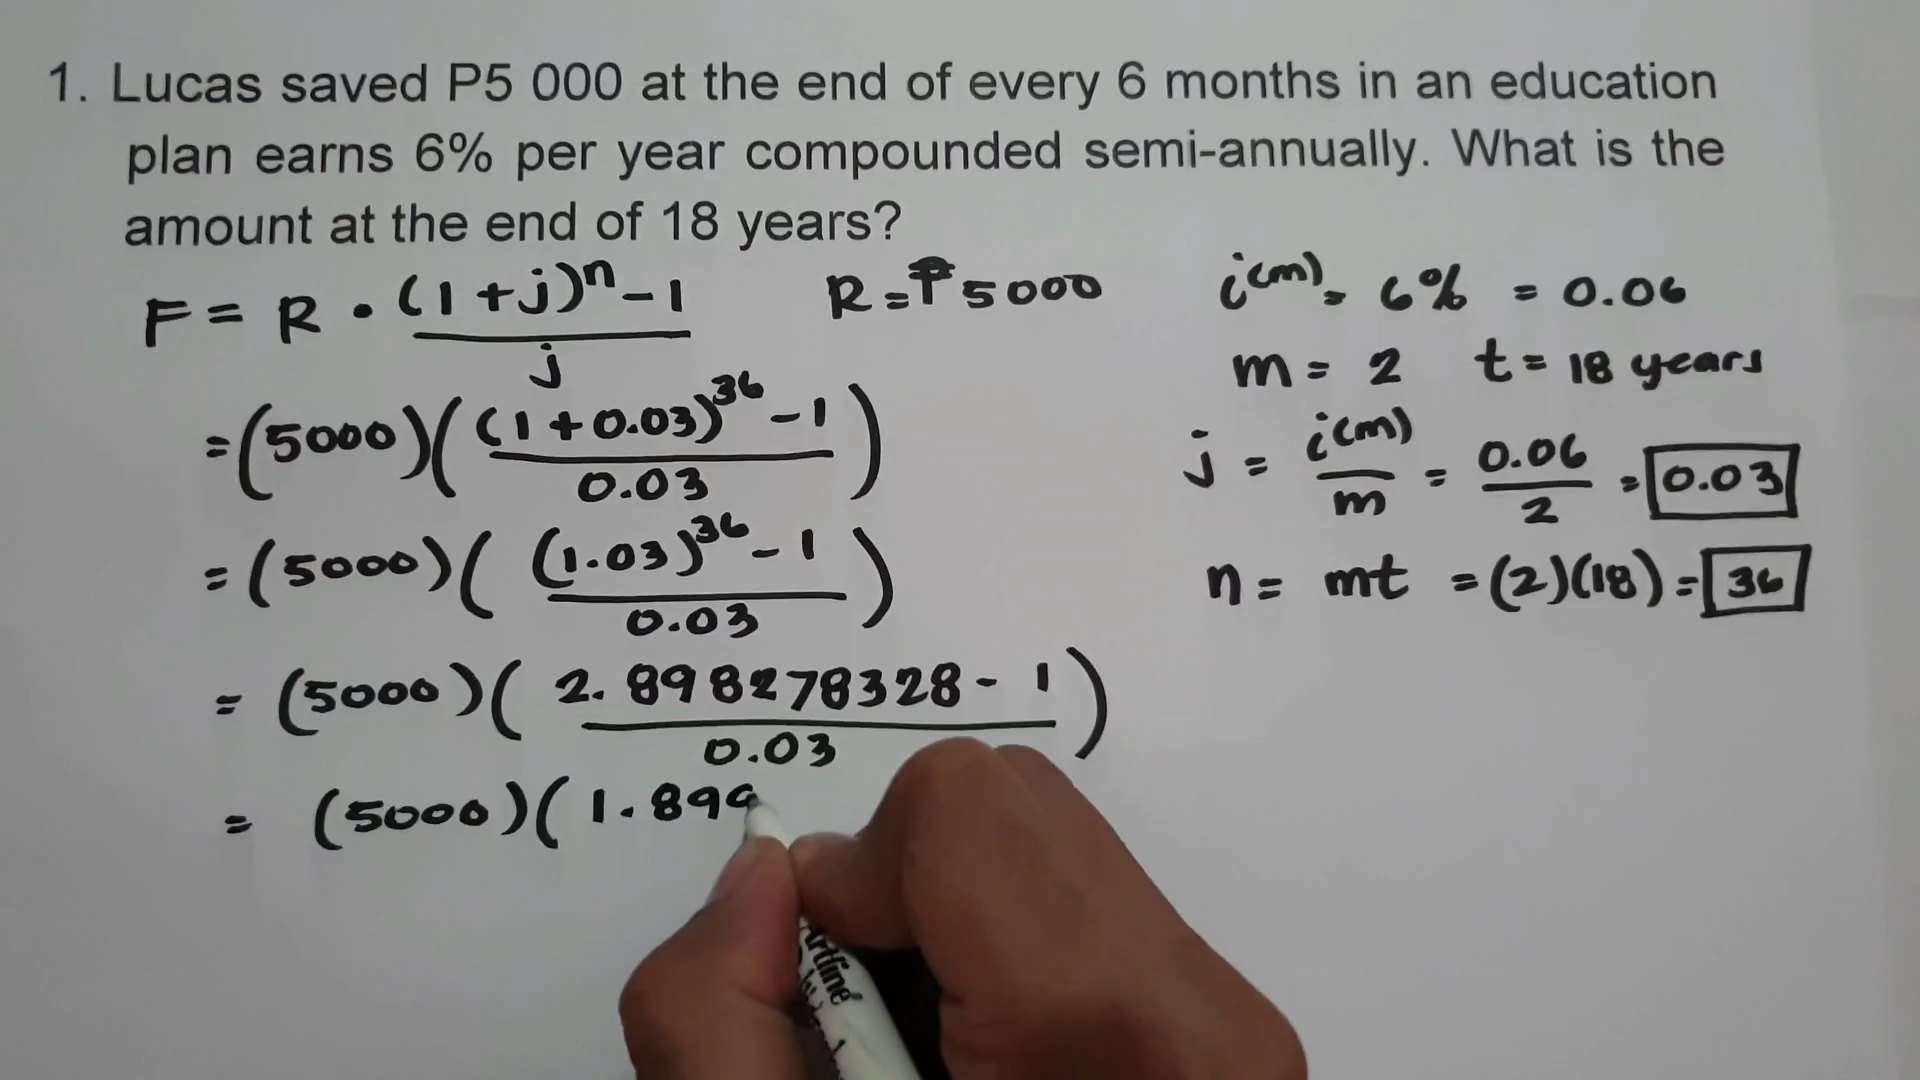 1. Lucas saved P5 000 at the end of every 6 months in an education
plan earns 6% per year compounded semi-annually. What is the
amount at the end of 18 years?
F = R · (1+j)ⁿ-1 / j
R = ₱5000
i⁽ᵐ⁾ = 6% = 0.06
m = 2 t = 18 years
j = i⁽ᵐ⁾/m = 0.06/2 = 0.03
n = mt = (2)(18) = 36
= (5000)((1+0.03)³⁶-1 / 0.03)
= (5000)((1.03)³⁶-1 / 0.03)
= (5000)(2.898278328-1 / 0.03)
= (5000)(1.899
Artline